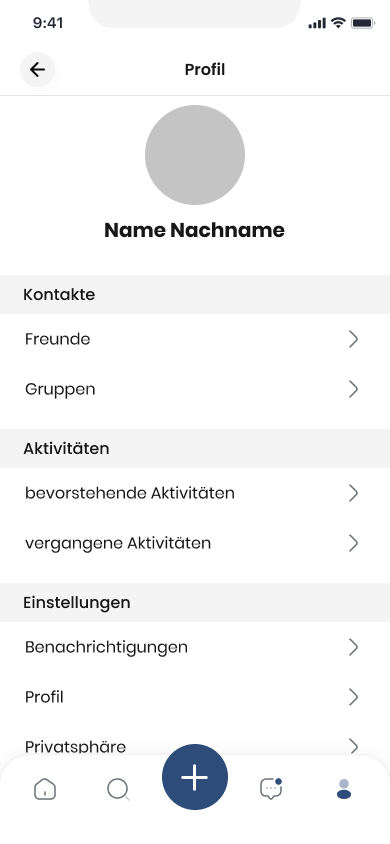 9:41
Profil
Name Nachname
Kontakte
Freunde
Gruppen
Aktivitäten
bevorstehende Aktivitäten
vergangene Aktivitäten
Einstellungen
Benachrichtigungen
Profil
Privatsphäre